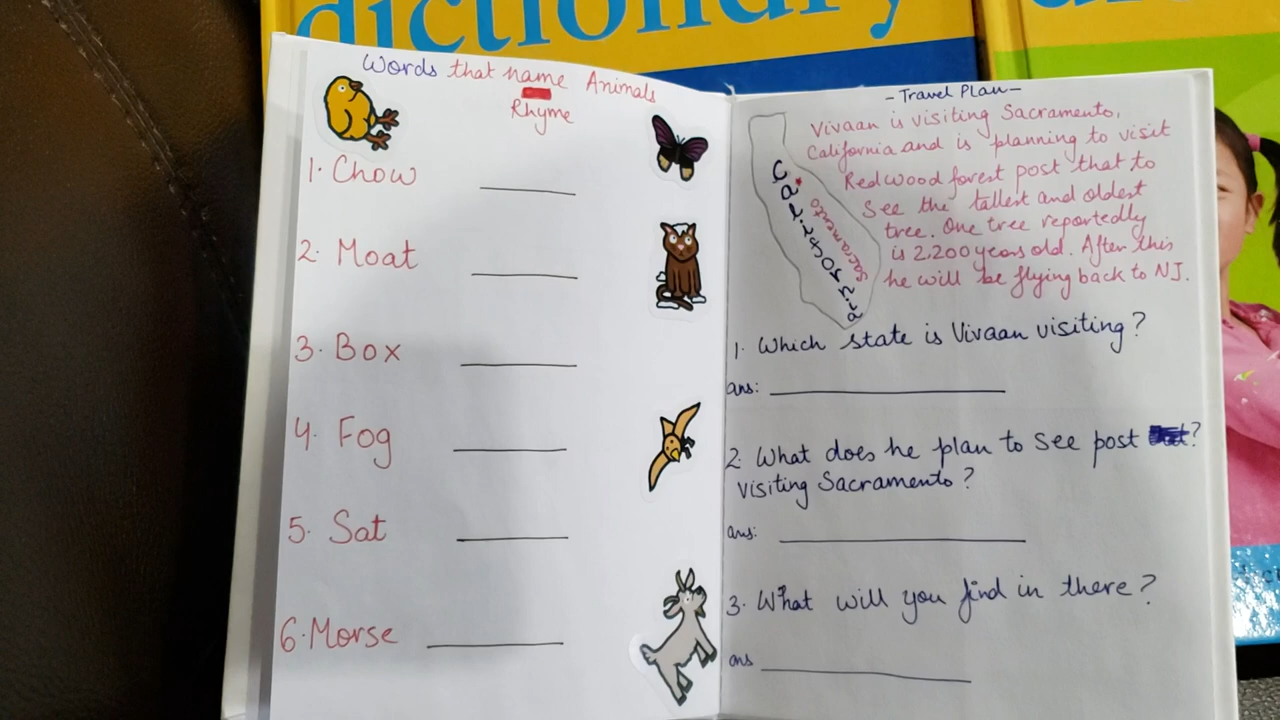 dictionary
Words that name Animals
Rhyme
1. Chow
2. Moat
3. Box
4. Fog
5. Sat
6. Morse
- Travel Plan -
Vivaan is visiting Sacramento,
California and is planning to visit
Redwood forest post that to
See the tallest and oldest
tree. One tree reportedly
is 2,200 years old. After this
he will be flying back to NJ.
California
Sacramento
1. Which state is Vivaan visiting?
ans:
2. What does he plan to see post ?
visiting Sacramento?
ans:
3. What will you find in there?
ans